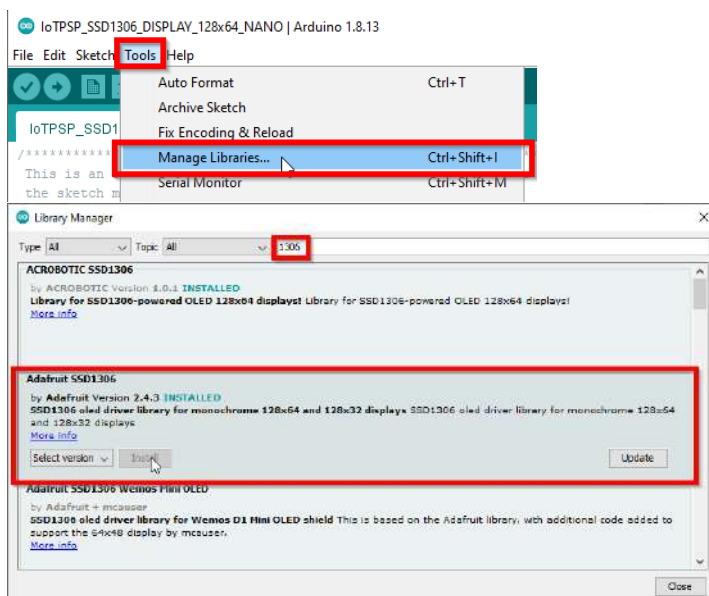 IoTPSP_SSD1306_DISPLAY_128x64_NANO | Arduino 1.8.13
File Edit Sketch Tools Help
Auto Format Ctrl+T
Archive Sketch
IoTPSP_SSD1
Fix Encoding & Reload
/************
Manage Libraries... Ctrl+Shift+I
This is an
Serial Monitor Ctrl+Shift+M
the sketch m
Library Manager
Type All Topic All 1306
ACROBOTIC SSD1306
by ACROBOTIC Version 1.0.1 INSTALLED
Library for SSD1306-powered OLED 128x64 displays! Library for SSD1306-powered OLED 128x64 displays!
More info
Adafruit SSD1306
by Adafruit Version 2.4.3 INSTALLED
SSD1306 oled driver library for monochrome 128x64 and 128x32 displays SSD1306 oled driver library for monochrome 128x64
and 128x32 displays
More info
Select version Install Update
Adafruit SSD1306 Wemos Mini OLED
by Adafruit + mcauser
SSD1306 oled driver library for Wemos D1 Mini OLED shield This is based on the Adafruit library, with additional code added to
support the 64x48 display by mcauser.
More info
Close